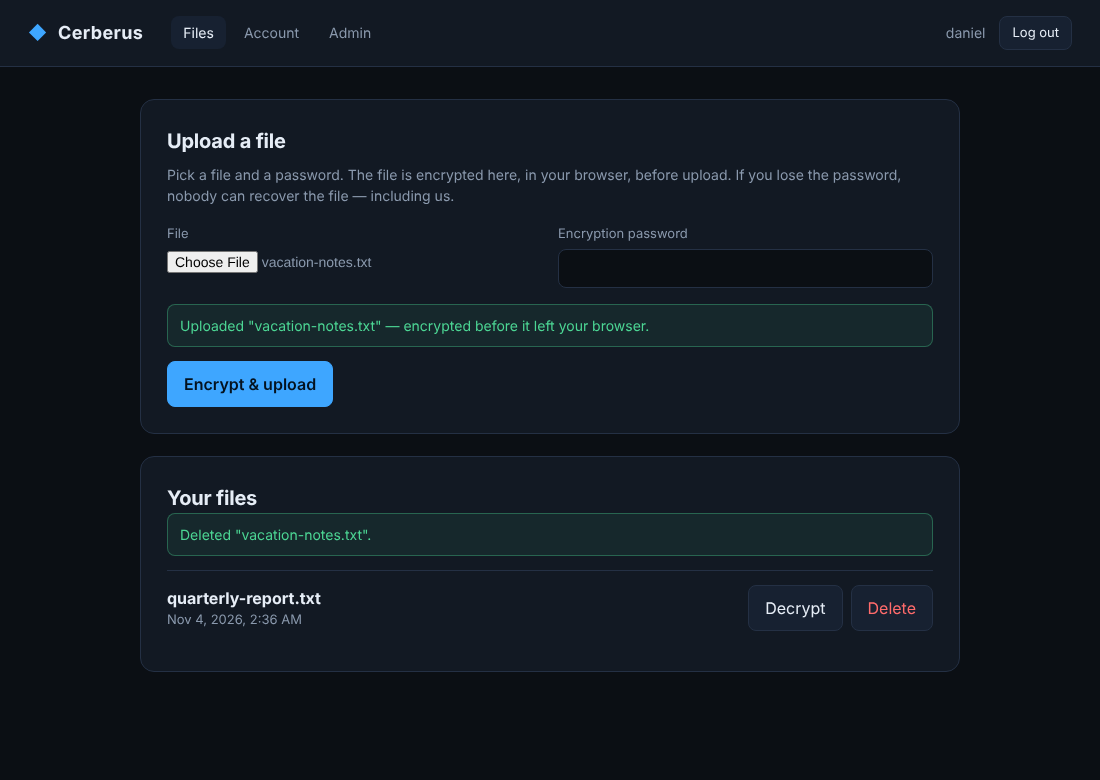 Cerberus
Files
Account
Admin
daniel
Log out
Upload a file
Pick a file and a password. The file is encrypted here, in your browser, before upload. If you lose the password,
nobody can recover the file — including us.
File
Encryption password
Choose File vacation-notes.txt
Uploaded "vacation-notes.txt" — encrypted before it left your browser.
Encrypt & upload
Your files
Deleted "vacation-notes.txt".
quarterly-report.txt
Nov 4, 2026, 2:36 AM
Decrypt
Delete